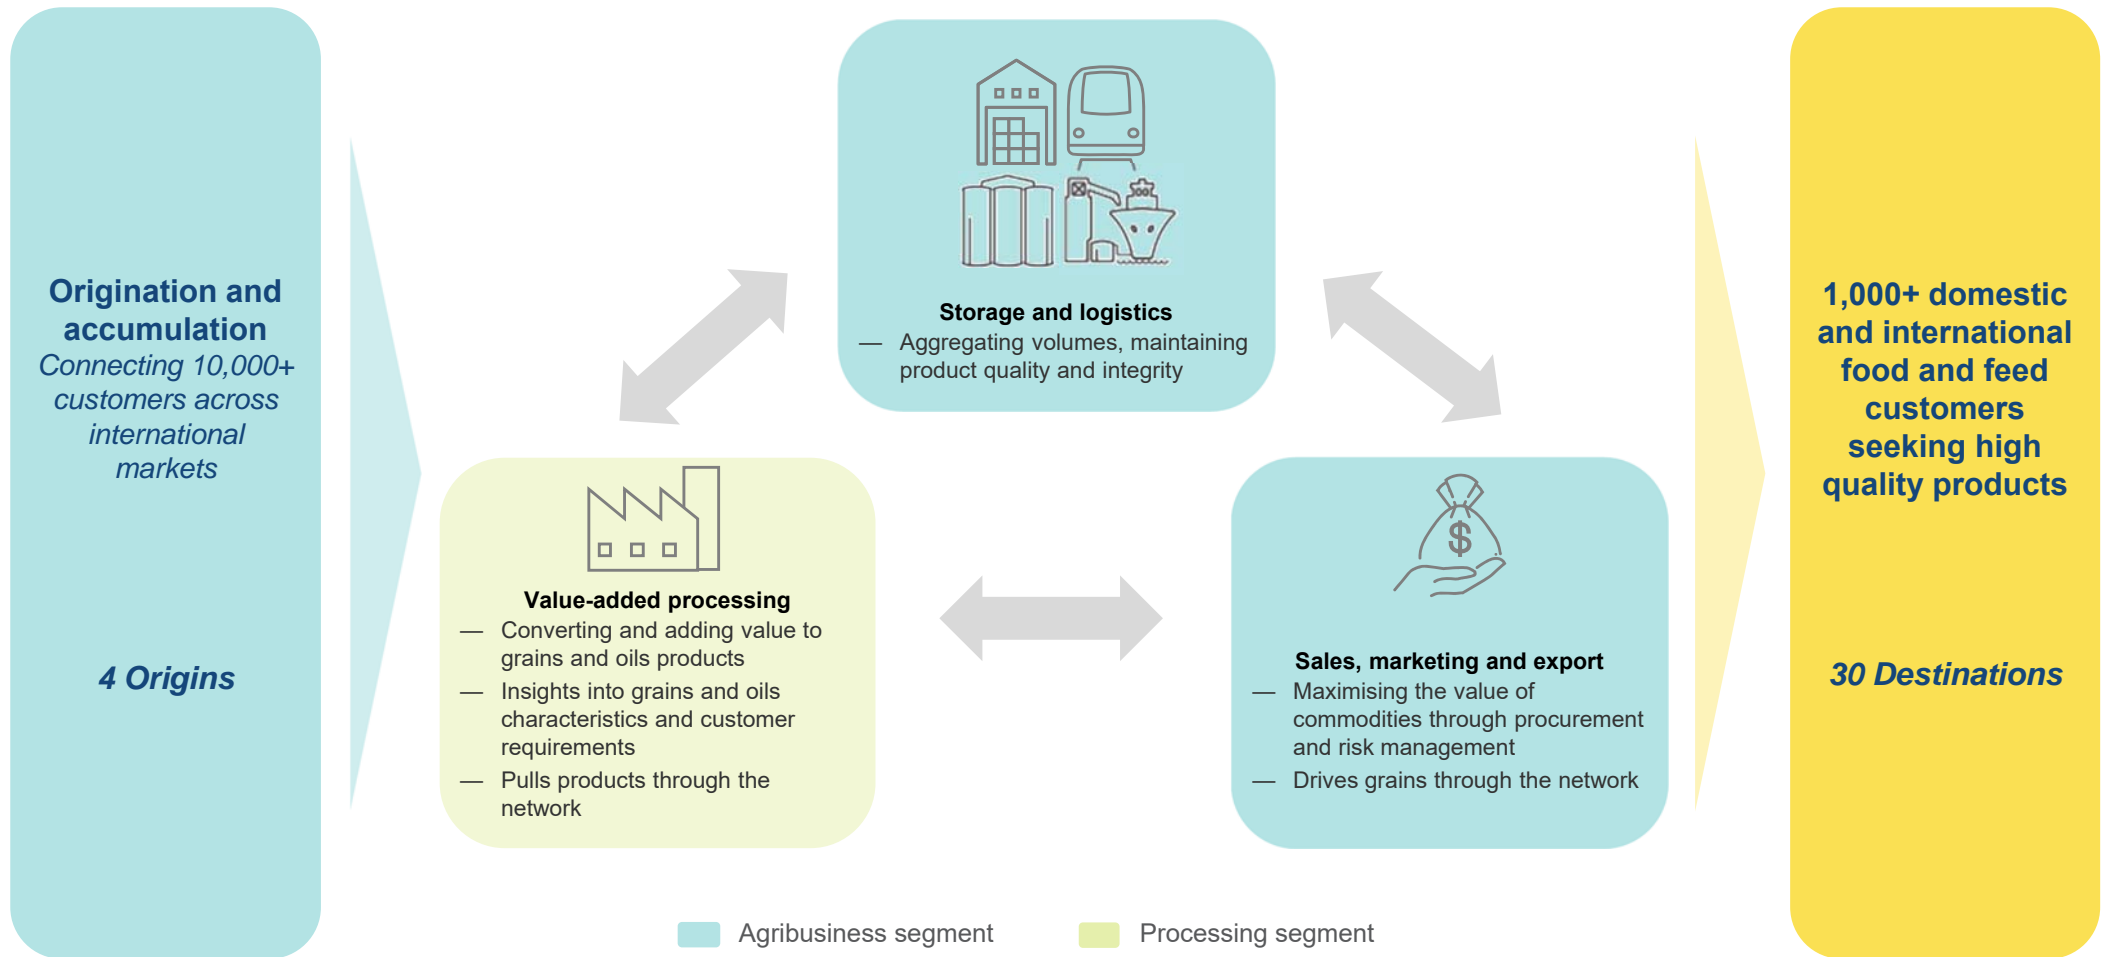 Origination and
accumulation
Connecting 10,000+
customers across
international
markets
4 Origins
Storage and logistics
— Aggregating volumes, maintaining
product quality and integrity
Value-added processing
— Converting and adding value to
grains and oils products
— Insights into grains and oils
characteristics and customer
requirements
— Pulls products through the
network
$
Sales, marketing and export
— Maximising the value of
commodities through procurement
and risk management
— Drives grains through the network
1,000+ domestic
and international
food and feed
customers
seeking high
quality products
30 Destinations
Agribusiness segment
Processing segment